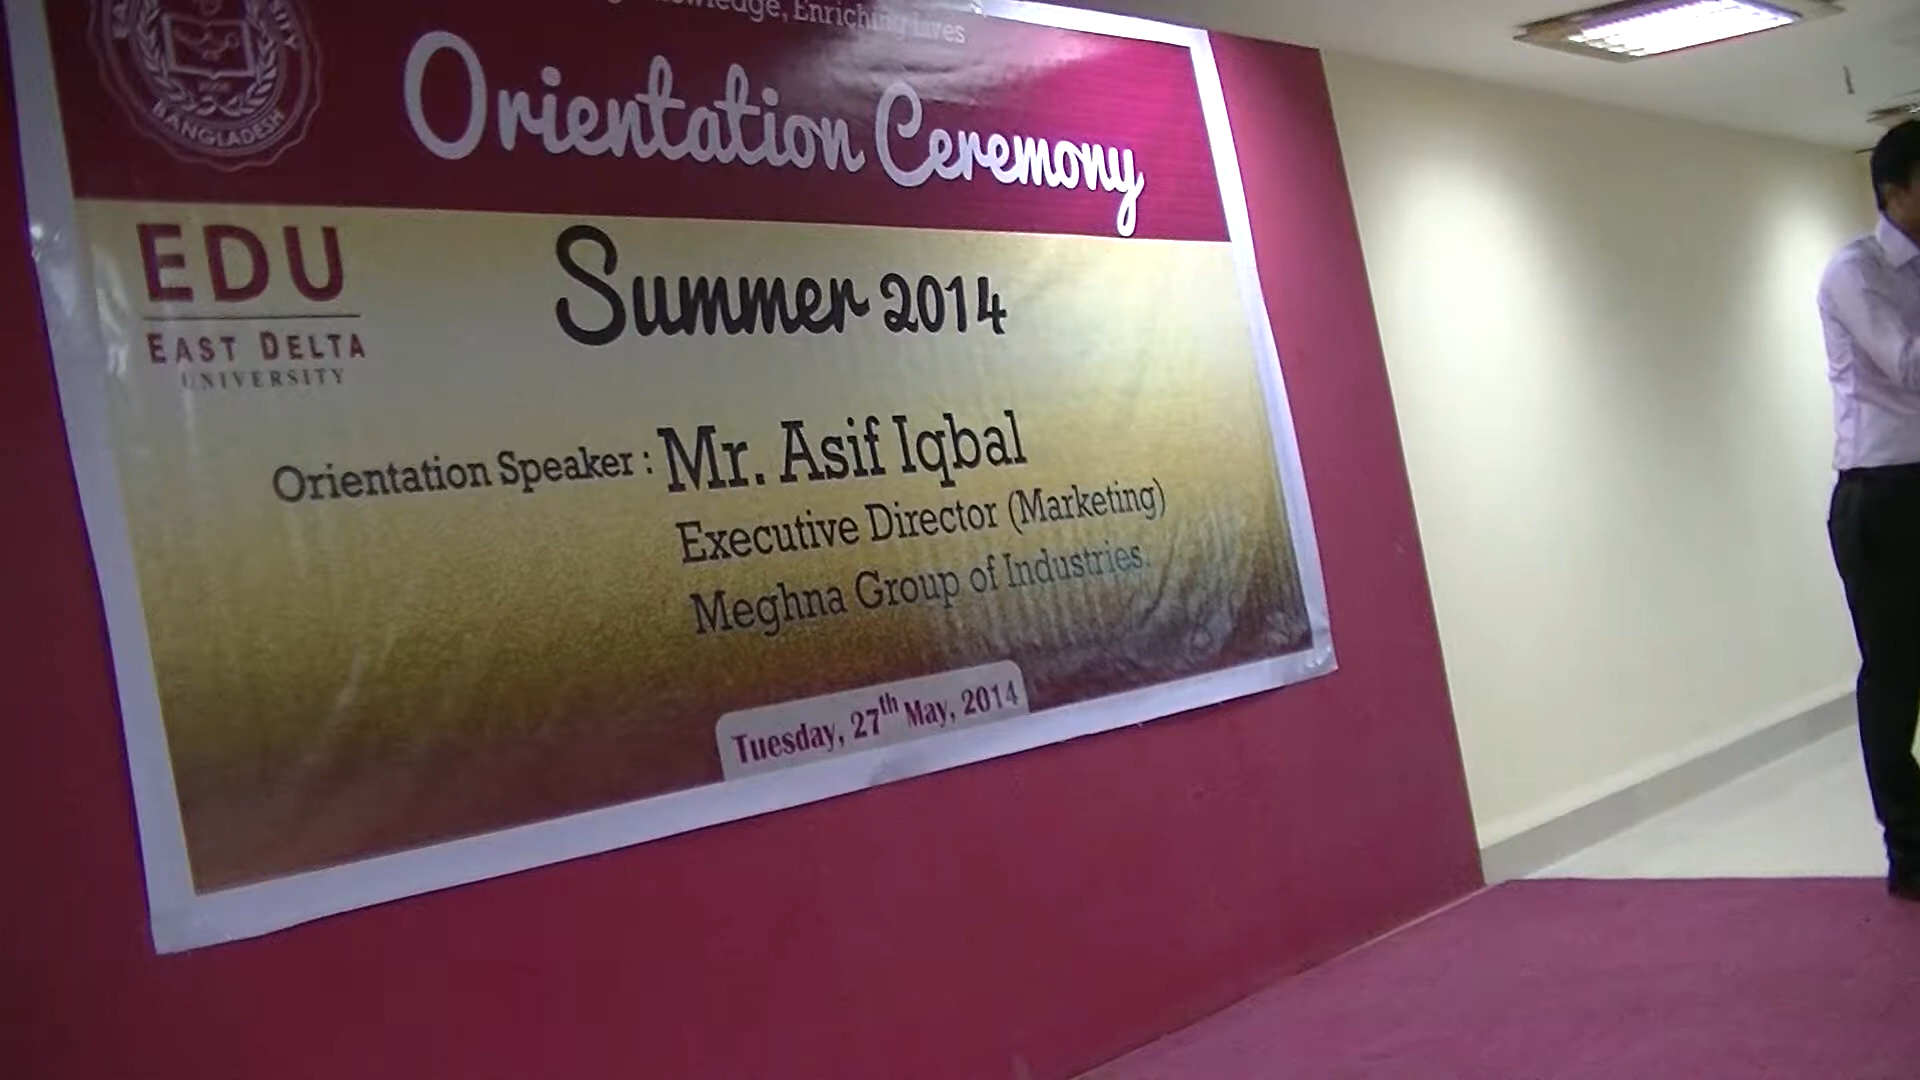 Knowledge, Enriching Lives
Orientation Ceremony
BANGLADESH
EDU
EAST DELTA
UNIVERSITY
Summer 2014
Orientation Speaker : Mr. Asif Iqbal
Executive Director (Marketing)
Meghna Group of Industries.
Tuesday, 27th May, 2014